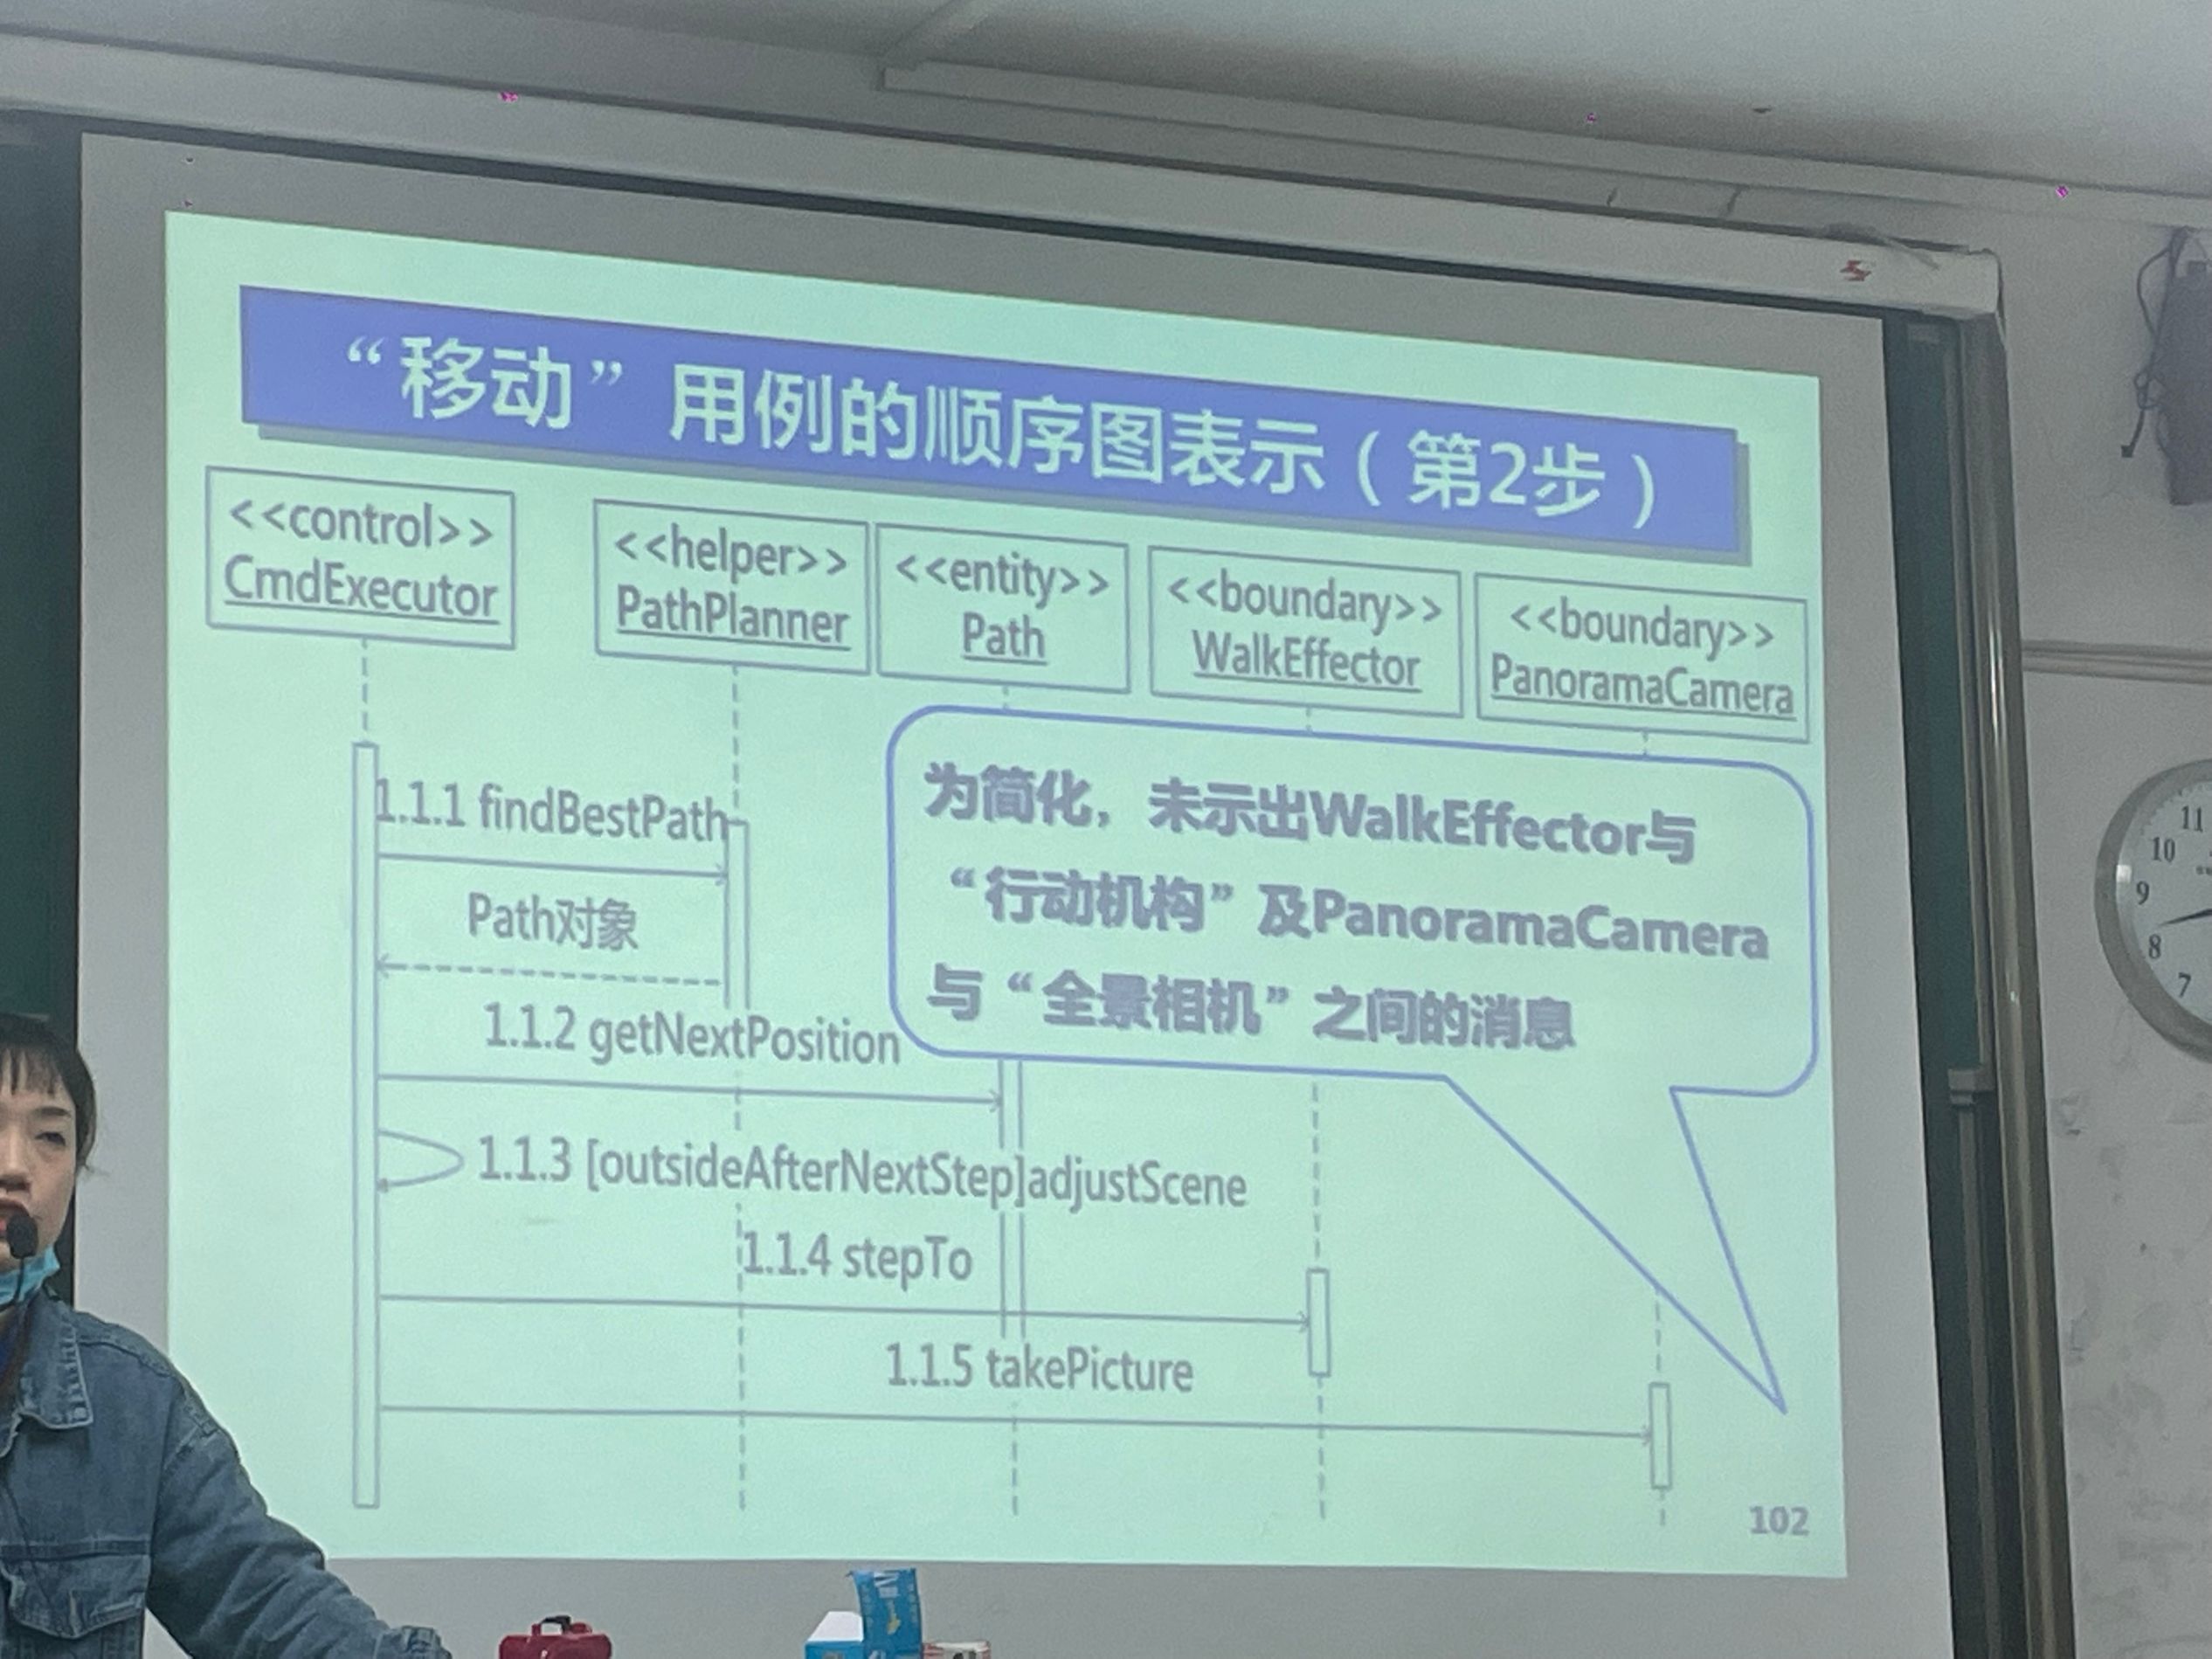 “移动”用例的顺序图表示（第2步）
<<control>>
CmdExecutor
<<helper>>
PathPlanner
<<entity>>
Path
<<boundary>>
WalkEffector
<<boundary>>
PanoramaCamera
为简化，未示出WalkEffector与
“行动机构”及PanoramaCamera
与“全景相机”之间的消息
1.1.1 findBestPath
Path对象
1.1.2 getNextPosition
1.1.3 [outsideAfterNextStep]adjustScene
1.1.4 stepTo
1.1.5 takePicture
102
11
10
9
8
7